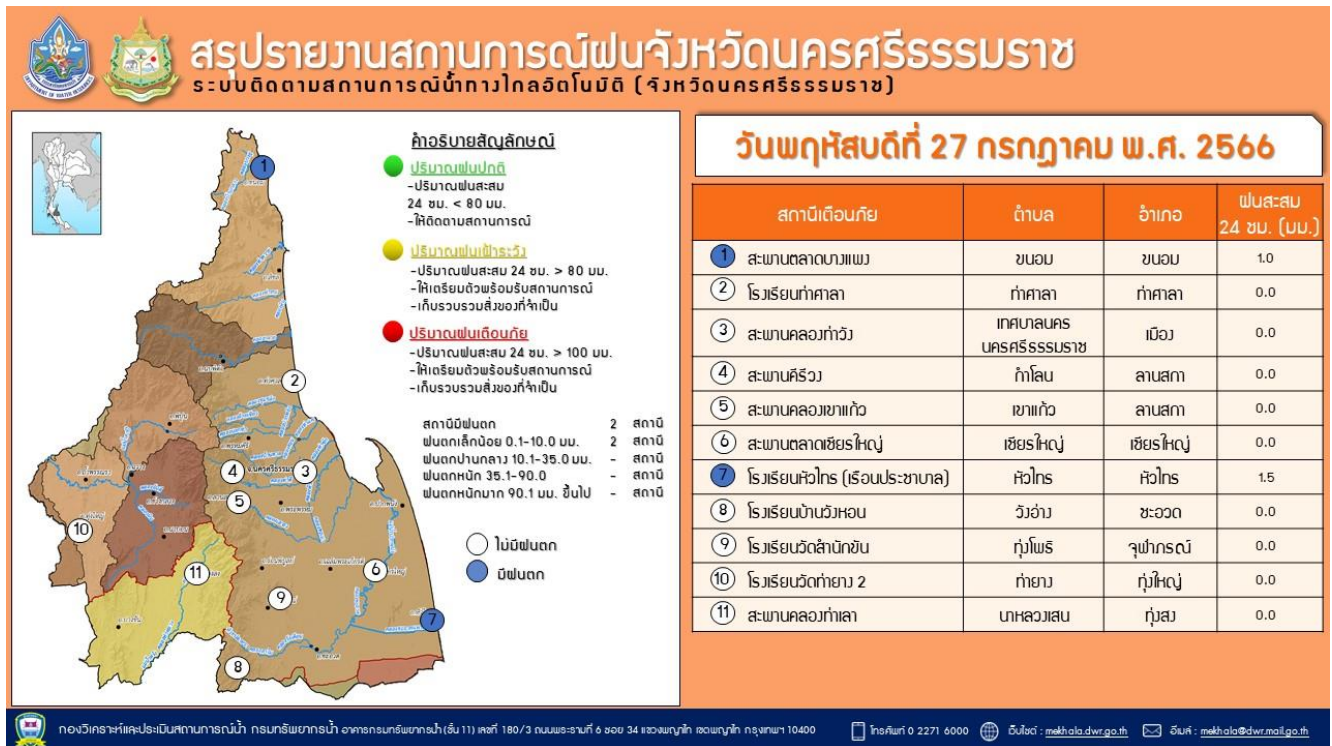 สรุปรายงานสถานการณ์ฝนจังหวัดนครศรีธรรมราช
ระบบติดตามสถานการณ์น้ำทางไกลอัตโนมัติ (จังหวัดนครศรีธรรมราช)
คำอธิบายสัญลักษณ์
ปริมาณฝนปกติ
-ปริมาณฝนสะสม
24 ชม. < 80 มม.
-ให้ติดตามสถานการณ์
ปริมาณฝนเฝ้าระวัง
-ปริมาณฝนสะสม 24 ชม. > 80 มม.
-ให้เตรียมตัวพร้อมรับสถานการณ์
-เก็บรวบรวมสิ่งของที่จำเป็น
ปริมาณฝนเตือนภัย
-ปริมาณฝนสะสม 24 ชม. > 100 มม.
-ให้เตรียมตัวพร้อมรับสถานการณ์
-เก็บรวบรวมสิ่งของที่จำเป็น
สถานีมีฝนตก 2 สถานี
ฝนตกเล็กน้อย 0.1-10.0 มม. 2 สถานี
ฝนตกปานกลาง 10.1-35.0 มม. - สถานี
ฝนตกหนัก 35.1-90.0 - สถานี
ฝนตกหนักมาก 90.1 มม. ขึ้นไป - สถานี
ไม่มีฝนตก
มีฝนตก
1
2
4
3
5
10
11
6
9
7
8
วันพฤหัสบดีที่ 27 กรกฎาคม พ.ศ. 2566
สถานีเตือนภัย ตำบล อำเภอ ฝนสะสม
24 ชม. (มม.)
1 สะพานตลาดบางแพง ขนอม ขนอม 1.0
2 โรงเรียนท่าศาลา ท่าศาลา ท่าศาลา 0.0
3 สะพานคลองท่าวัง เทศบาลนคร
นครศรีธรรมราช เมือง 0.0
4 สะพานคีรีวง กำโลน ลานสกา 0.0
5 สะพานคลองเขาแก้ว เขาแก้ว ลานสกา 0.0
6 สะพานตลาดเชียรใหญ่ เชียรใหญ่ เชียรใหญ่ 0.0
7 โรงเรียนหัวไทร (เรือนประชาบาล) หัวไทร หัวไทร 1.5
8 โรงเรียนบ้านวังหอน วังอ่าง ชะอวด 0.0
9 โรงเรียนวัดสำนักขัน ทุ่งโพธิ จุฬาภรณ์ 0.0
10 โรงเรียนวัดท่ายาง 2 ท่ายาง ทุ่งใหญ่ 0.0
11 สะพานคลองท่าเลา นาหลวงเสน ทุ่งสง 0.0
กองวิเคราะห์และประเมินสถานการณ์น้ำ กรมทรัพยากรน้ำ อาคารกรมทรัพยากรน้ำ (ชั้น 11) เลขที่ 180/3 ถนนพระรามที่ 6 ซอย 34 แขวงพญาไท เขตพญาไท กรุงเทพฯ 10400 โทรศัพท์ 0 2271 6000 เว็บไซต์ : mekhala.dwr.go.th อีเมล์ : mekhala@dwr.mail.go.th